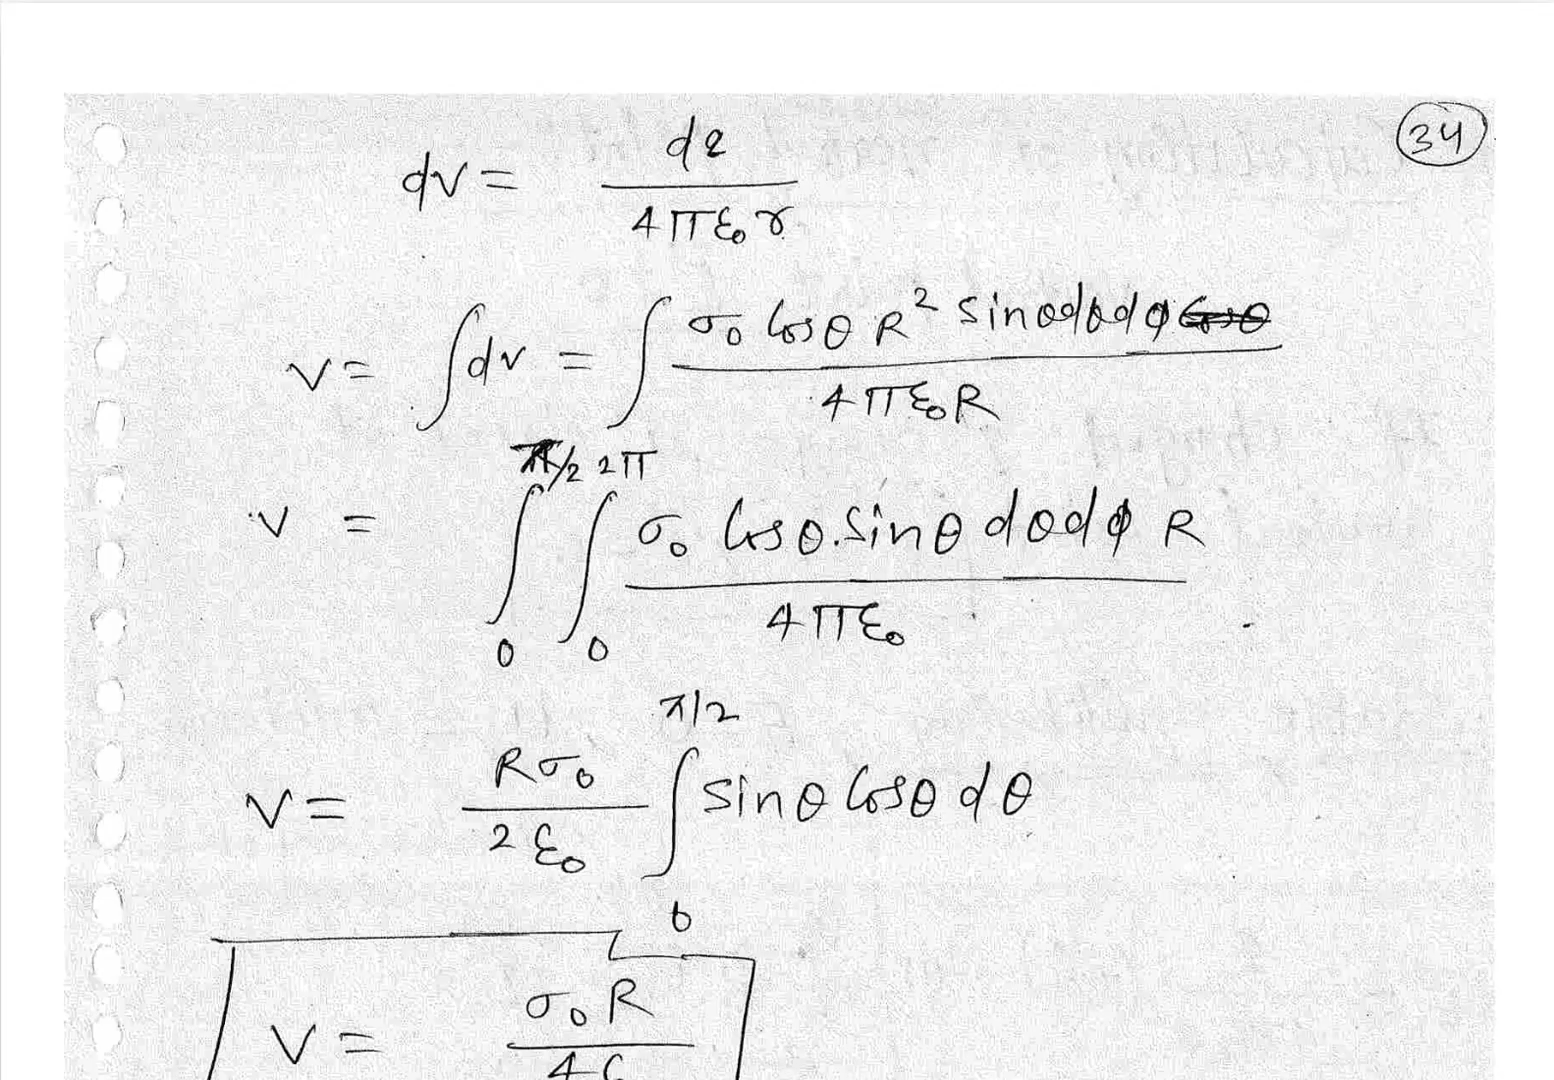 34
dv = dq / 4πε₀r
v = ∫dv = ∫ σ₀ Cosθ R² sinθdθdφ / 4πε₀R
v = ∫₀^π/2 ∫₀^2π σ₀ Cosθ.Sinθ dθdφ R / 4πε₀
v = Rσ₀ / 2ε₀ ∫₀^π/2 sinθ Cosθ dθ
V = σ₀R / 4ε